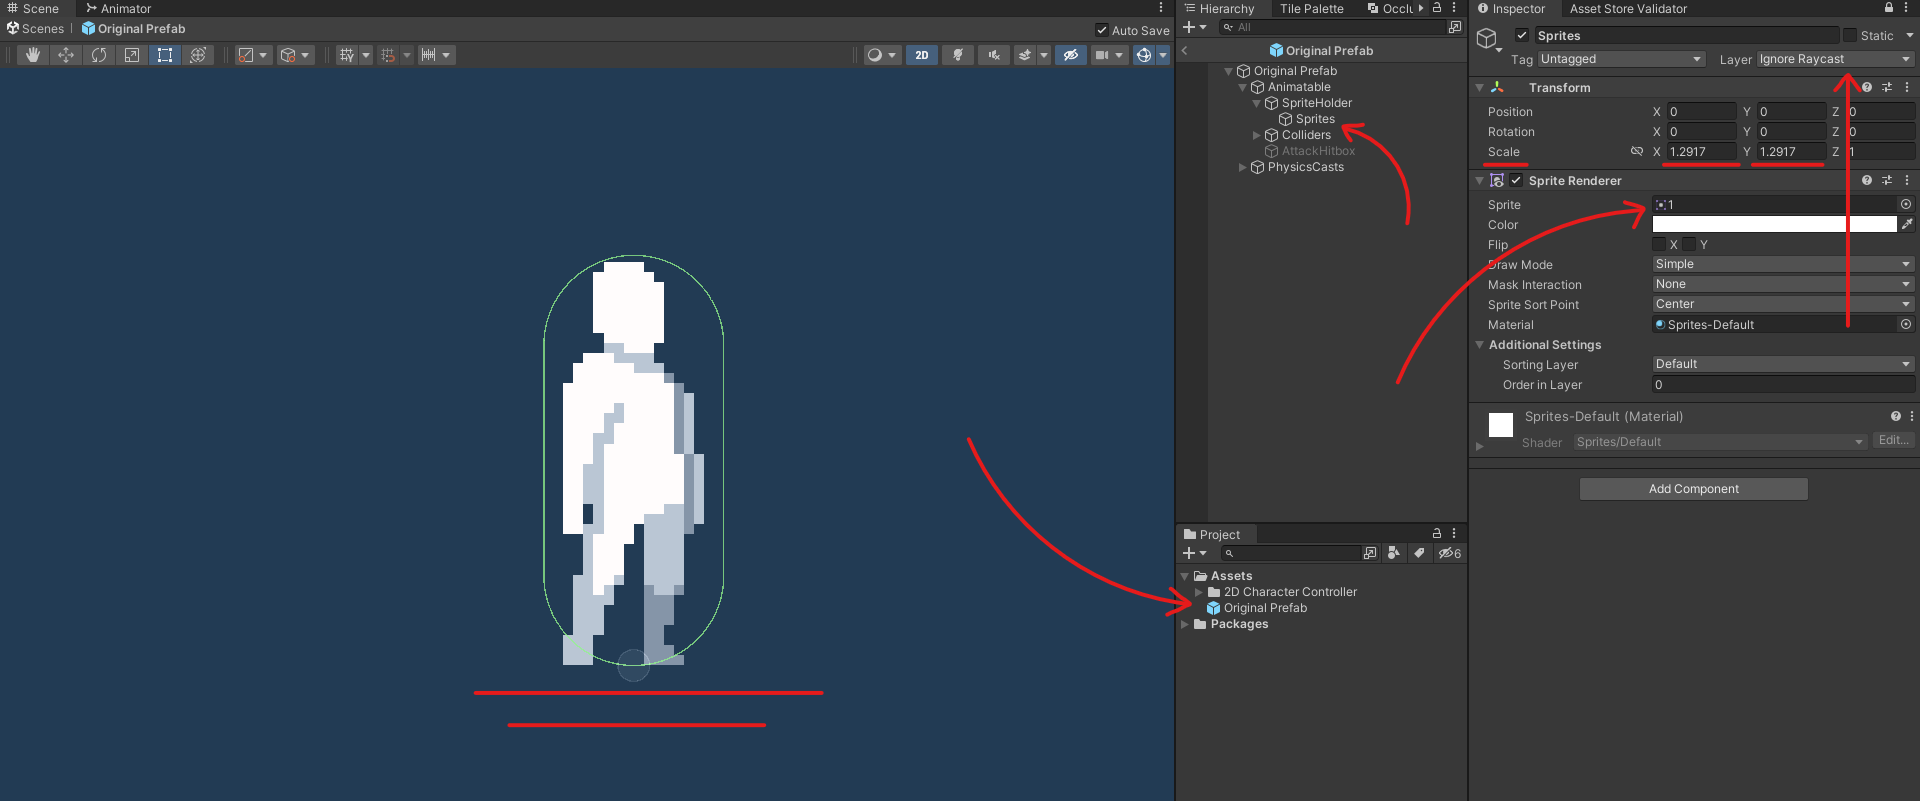 Scene Animator
Scenes Original Prefab
Auto Save
2D
Hierarchy Tile Palette Occlu
All
Original Prefab
Original Prefab
Animatable
SpriteHolder
Sprites
Colliders
AttackHitbox
PhysicsCasts
Project
6
Assets
2D Character Controller
Original Prefab
Packages
Inspector Asset Store Validator
Sprites Static
Tag Untagged Layer Ignore Raycast
Transform
Position X 0 Y 0 Z 0
Rotation X 0 Y 0 Z 0
Scale X 1.2917 Y 1.2917 Z 1
Sprite Renderer
Sprite 1
Color
Flip X Y
Draw Mode Simple
Mask Interaction None
Sprite Sort Point Center
Material Sprites-Default
Additional Settings
Sorting Layer Default
Order in Layer 0
Sprites-Default (Material)
Shader Sprites/Default Edit...
Add Component